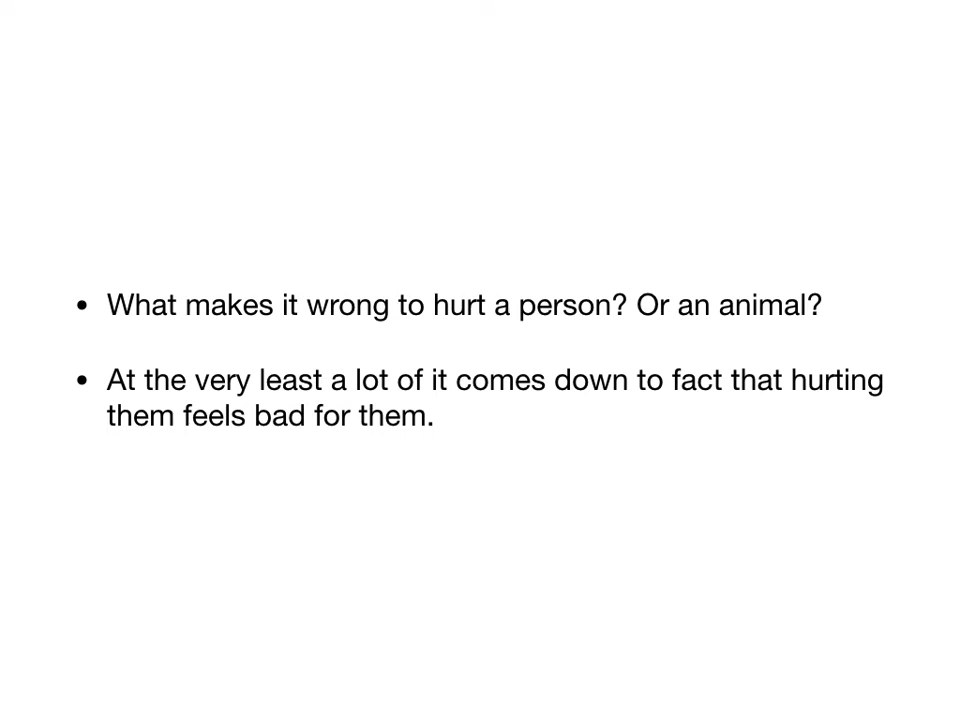 • What makes it wrong to hurt a person? Or an animal?
• At the very least a lot of it comes down to fact that hurting
them feels bad for them.